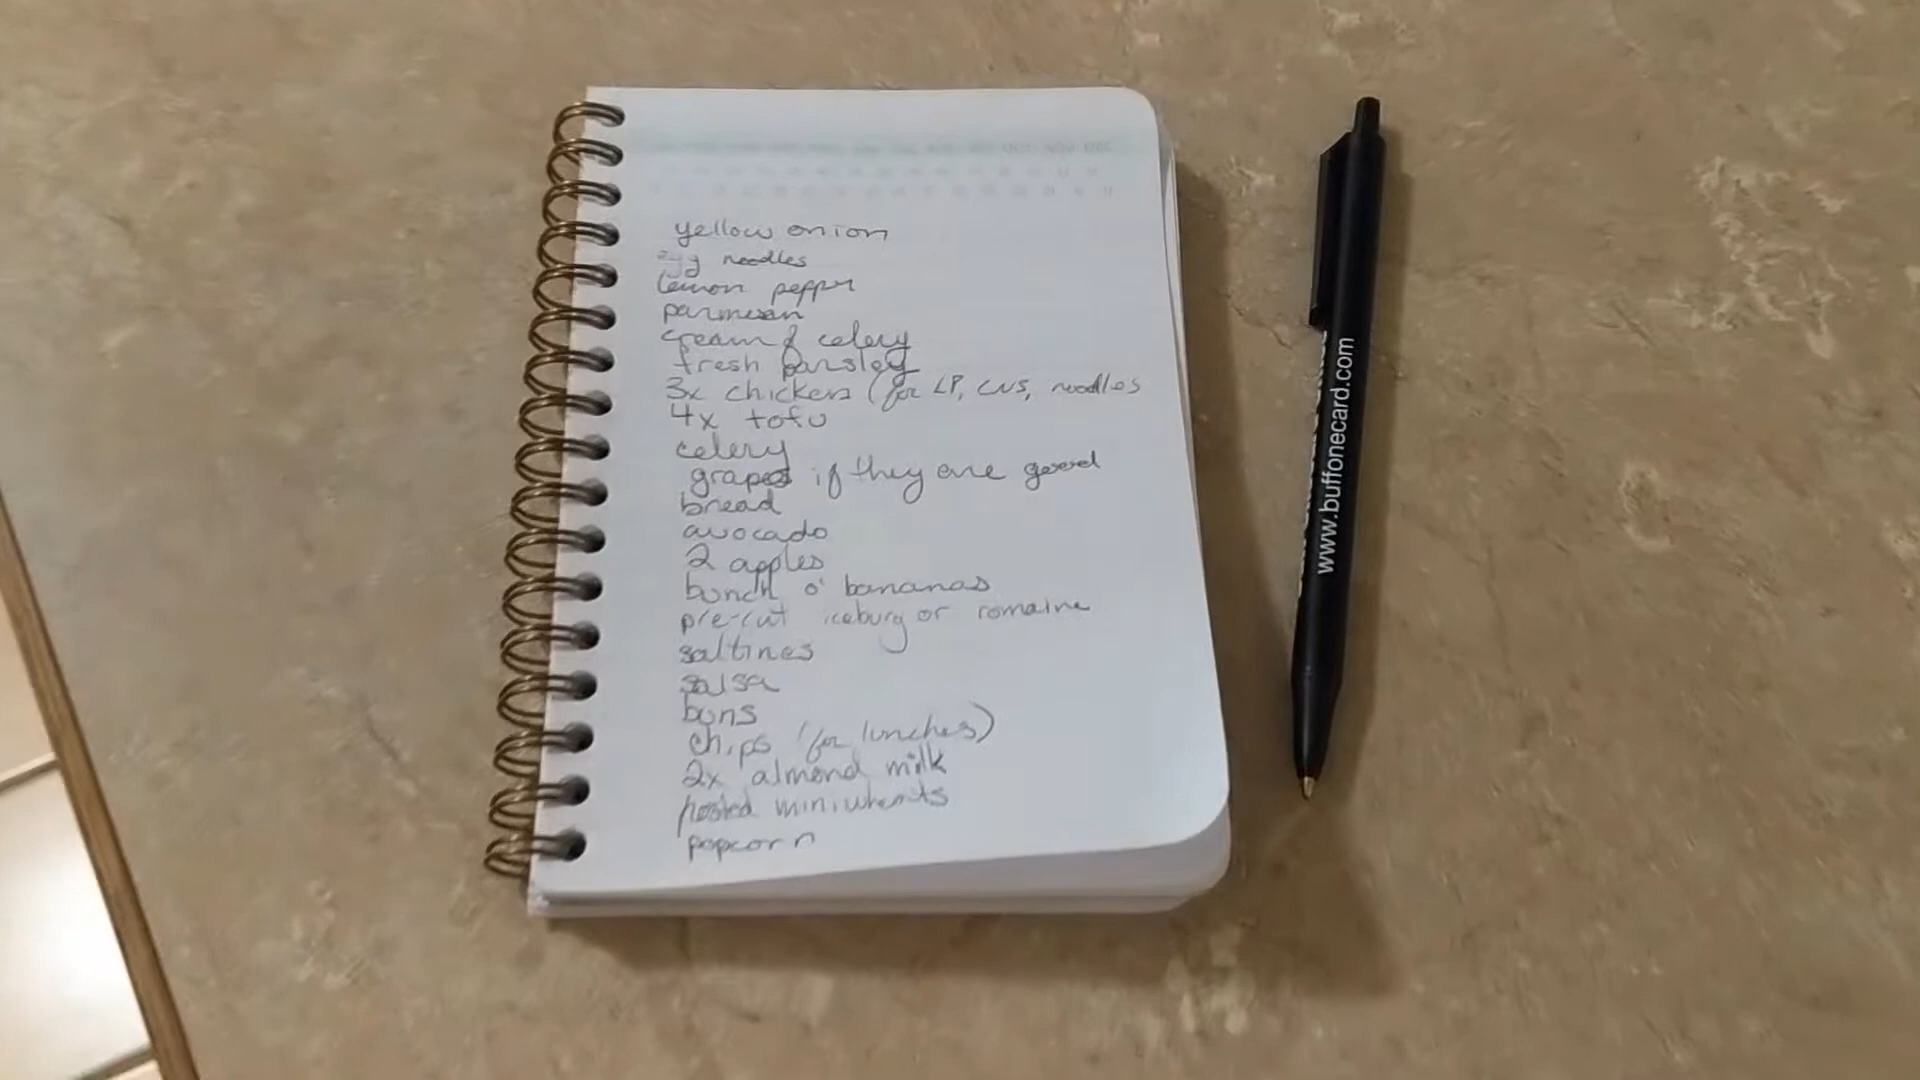 yellow onion
egg noodles
lemon pepper
parmesan
cream of celery
fresh parsley
3x chickens (for LP, CNS, noodles
4x tofu
celery
grapes if they are good
bread
avocado
2 apples
bunch o' bananas
pre-cut iceburg or romaine
saltines
salsa
buns
chips (for lunches)
2x almond milk
frosted miniwheats
popcorn
www.buffonecard.com